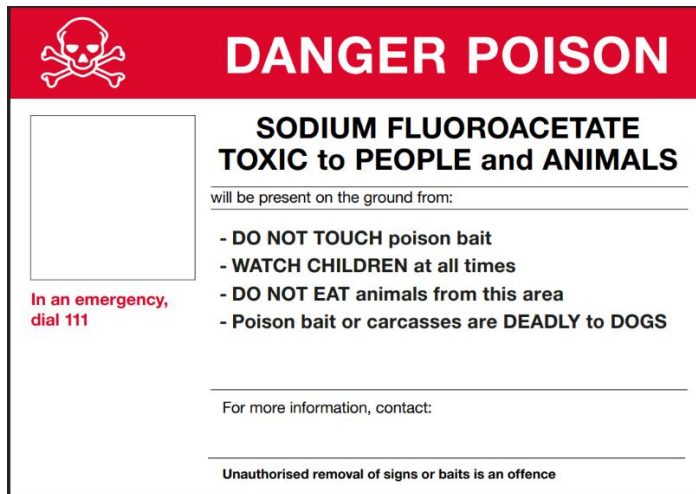 DANGER POISON
SODIUM FLUOROACETATE
TOXIC to PEOPLE and ANIMALS
will be present on the ground from:
- DO NOT TOUCH poison bait
- WATCH CHILDREN at all times
- DO NOT EAT animals from this area
- Poison bait or carcasses are DEADLY to DOGS
In an emergency,
dial 111
For more information, contact:
Unauthorised removal of signs or baits is an offence